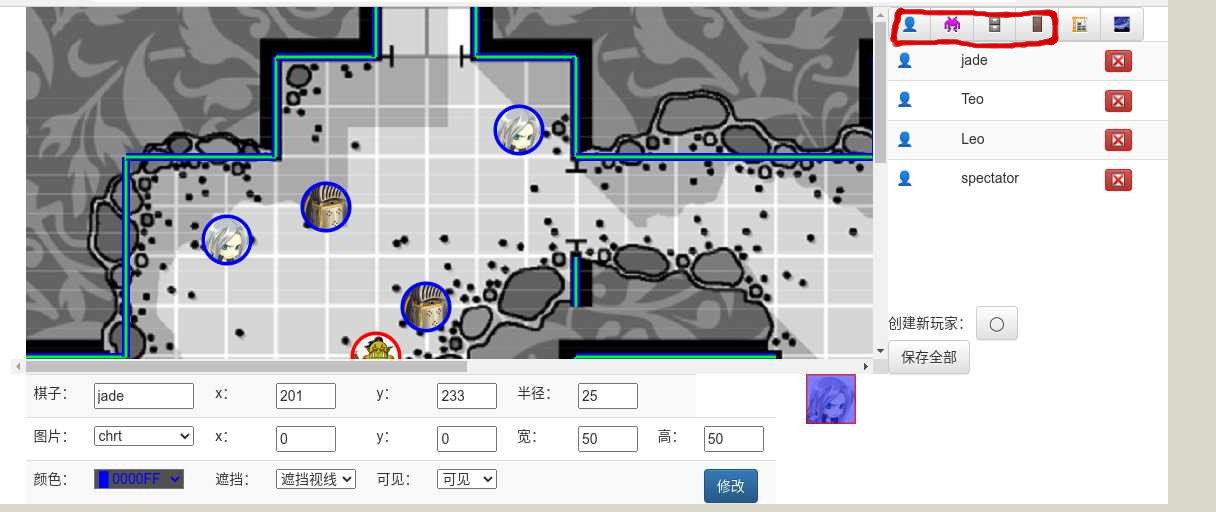 jade
Teo
Leo
spectator
创建新玩家：
保存全部
棋子： jade x： 201 y： 233 半径： 25
图片： chrt x： 0 y： 0 宽： 50 高： 50
颜色： 0000FF 遮挡： 遮挡视线 可见： 可见 修改